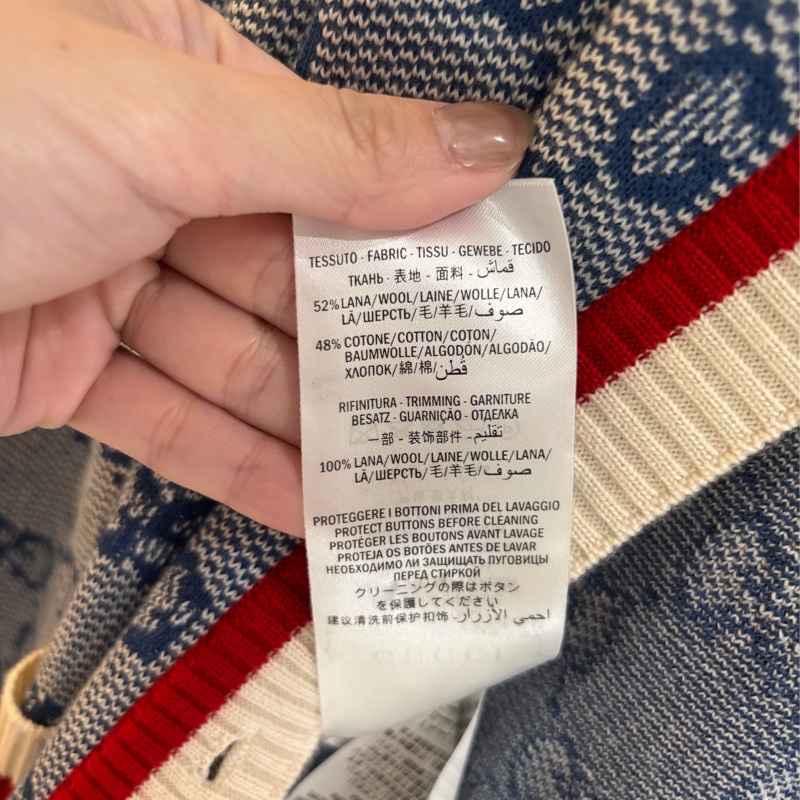 TESSUTO - FABRIC - TISSU - GEWEBE - TECIDO
ТКАНЬ - 表地 - 面料 - قماش
52% LANA/WOOL/LAINE/WOLLE/LANA/
LÃ/ШЕРСТЬ/毛/羊毛/صوف
48% COTONE/COTTON/COTON/
BAUMWOLLE/ALGODÓN/ALGODÃO/
ХЛОПОК/綿/棉/قطن
RIFINITURA - TRIMMING - GARNITURE
BESATZ - GUARNIÇÃO - ОТДЕЛКА
一部 - 装饰部件 - تقليم
100% LANA/WOOL/LAINE/WOLLE/LANA/
LÃ/ШЕРСТЬ/毛/羊毛/صوف
PROTEGGERE I BOTTONI PRIMA DEL LAVAGGIO
PROTECT BUTTONS BEFORE CLEANING
PROTÉGER LES BOUTONS AVANT LAVAGE
PROTEJA OS BOTÕES ANTES DE LAVAR
НЕОБХОДИМО ЛИ ЗАЩИЩАТЬ ПУГОВИЦЫ
ПЕРЕД СТИРКОЙ
クリーニングの際はボタン
を保護してください
建议清洗前保护扣饰 - احمي الأزرار